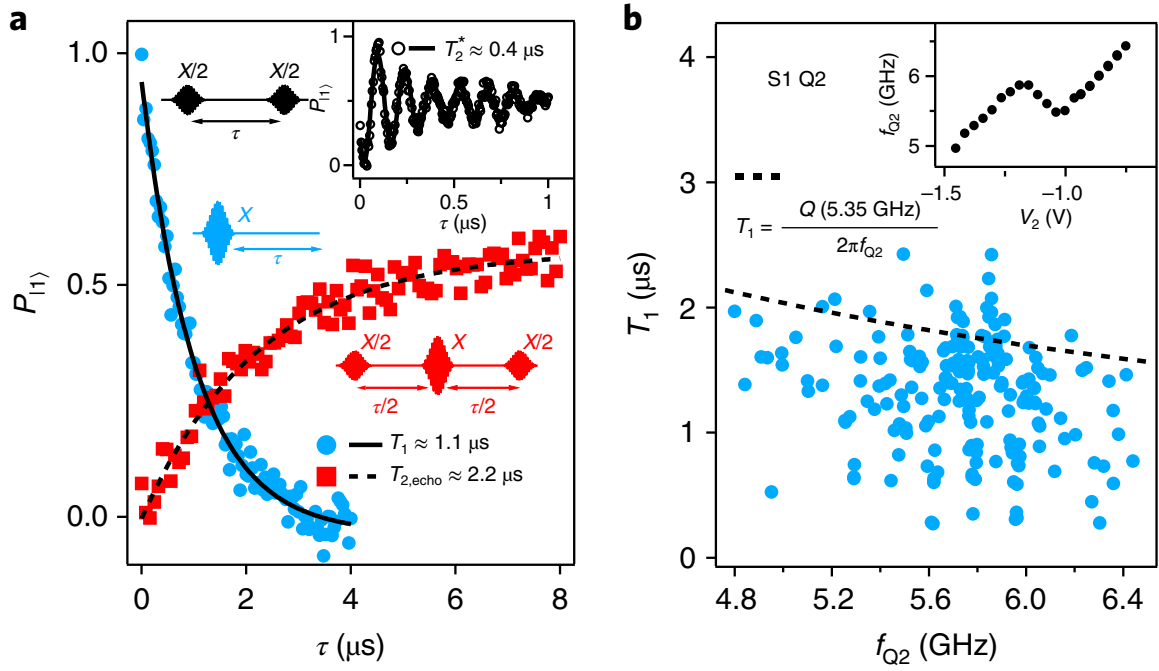 a
1.0
0.5
0.0
P|1⟩
0
2
4
6
8
τ (μs)
X/2
X/2
τ
X
τ
X/2
X
X/2
τ/2
τ/2
T1 ≈ 1.1 μs
T2,echo ≈ 2.2 μs
1
0
P|1⟩
T2* ≈ 0.4 μs
0
0.5
1
τ (μs)
b
4
3
2
1
0
T1 (μs)
4.8
5.2
5.6
6.0
6.4
fQ2 (GHz)
S1 Q2
T1 = Q (5.35 GHz)
2πfQ2
6
5
fQ2 (GHz)
−1.5
−1.0
V2 (V)